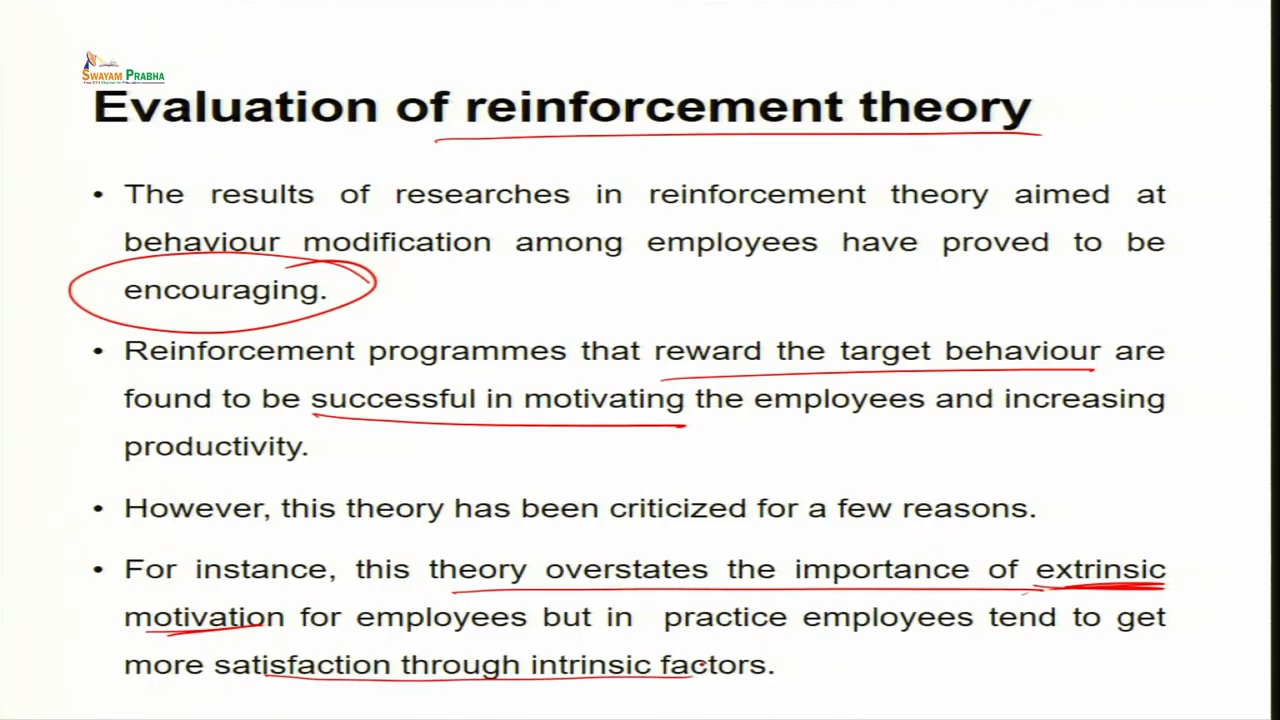 SWAYAM PRABHA
Evaluation of reinforcement theory
• The results of researches in reinforcement theory aimed at
behaviour modification among employees have proved to be
encouraging.
• Reinforcement programmes that reward the target behaviour are
found to be successful in motivating the employees and increasing
productivity.
• However, this theory has been criticized for a few reasons.
• For instance, this theory overstates the importance of extrinsic
motivation for employees but in practice employees tend to get
more satisfaction through intrinsic factors.